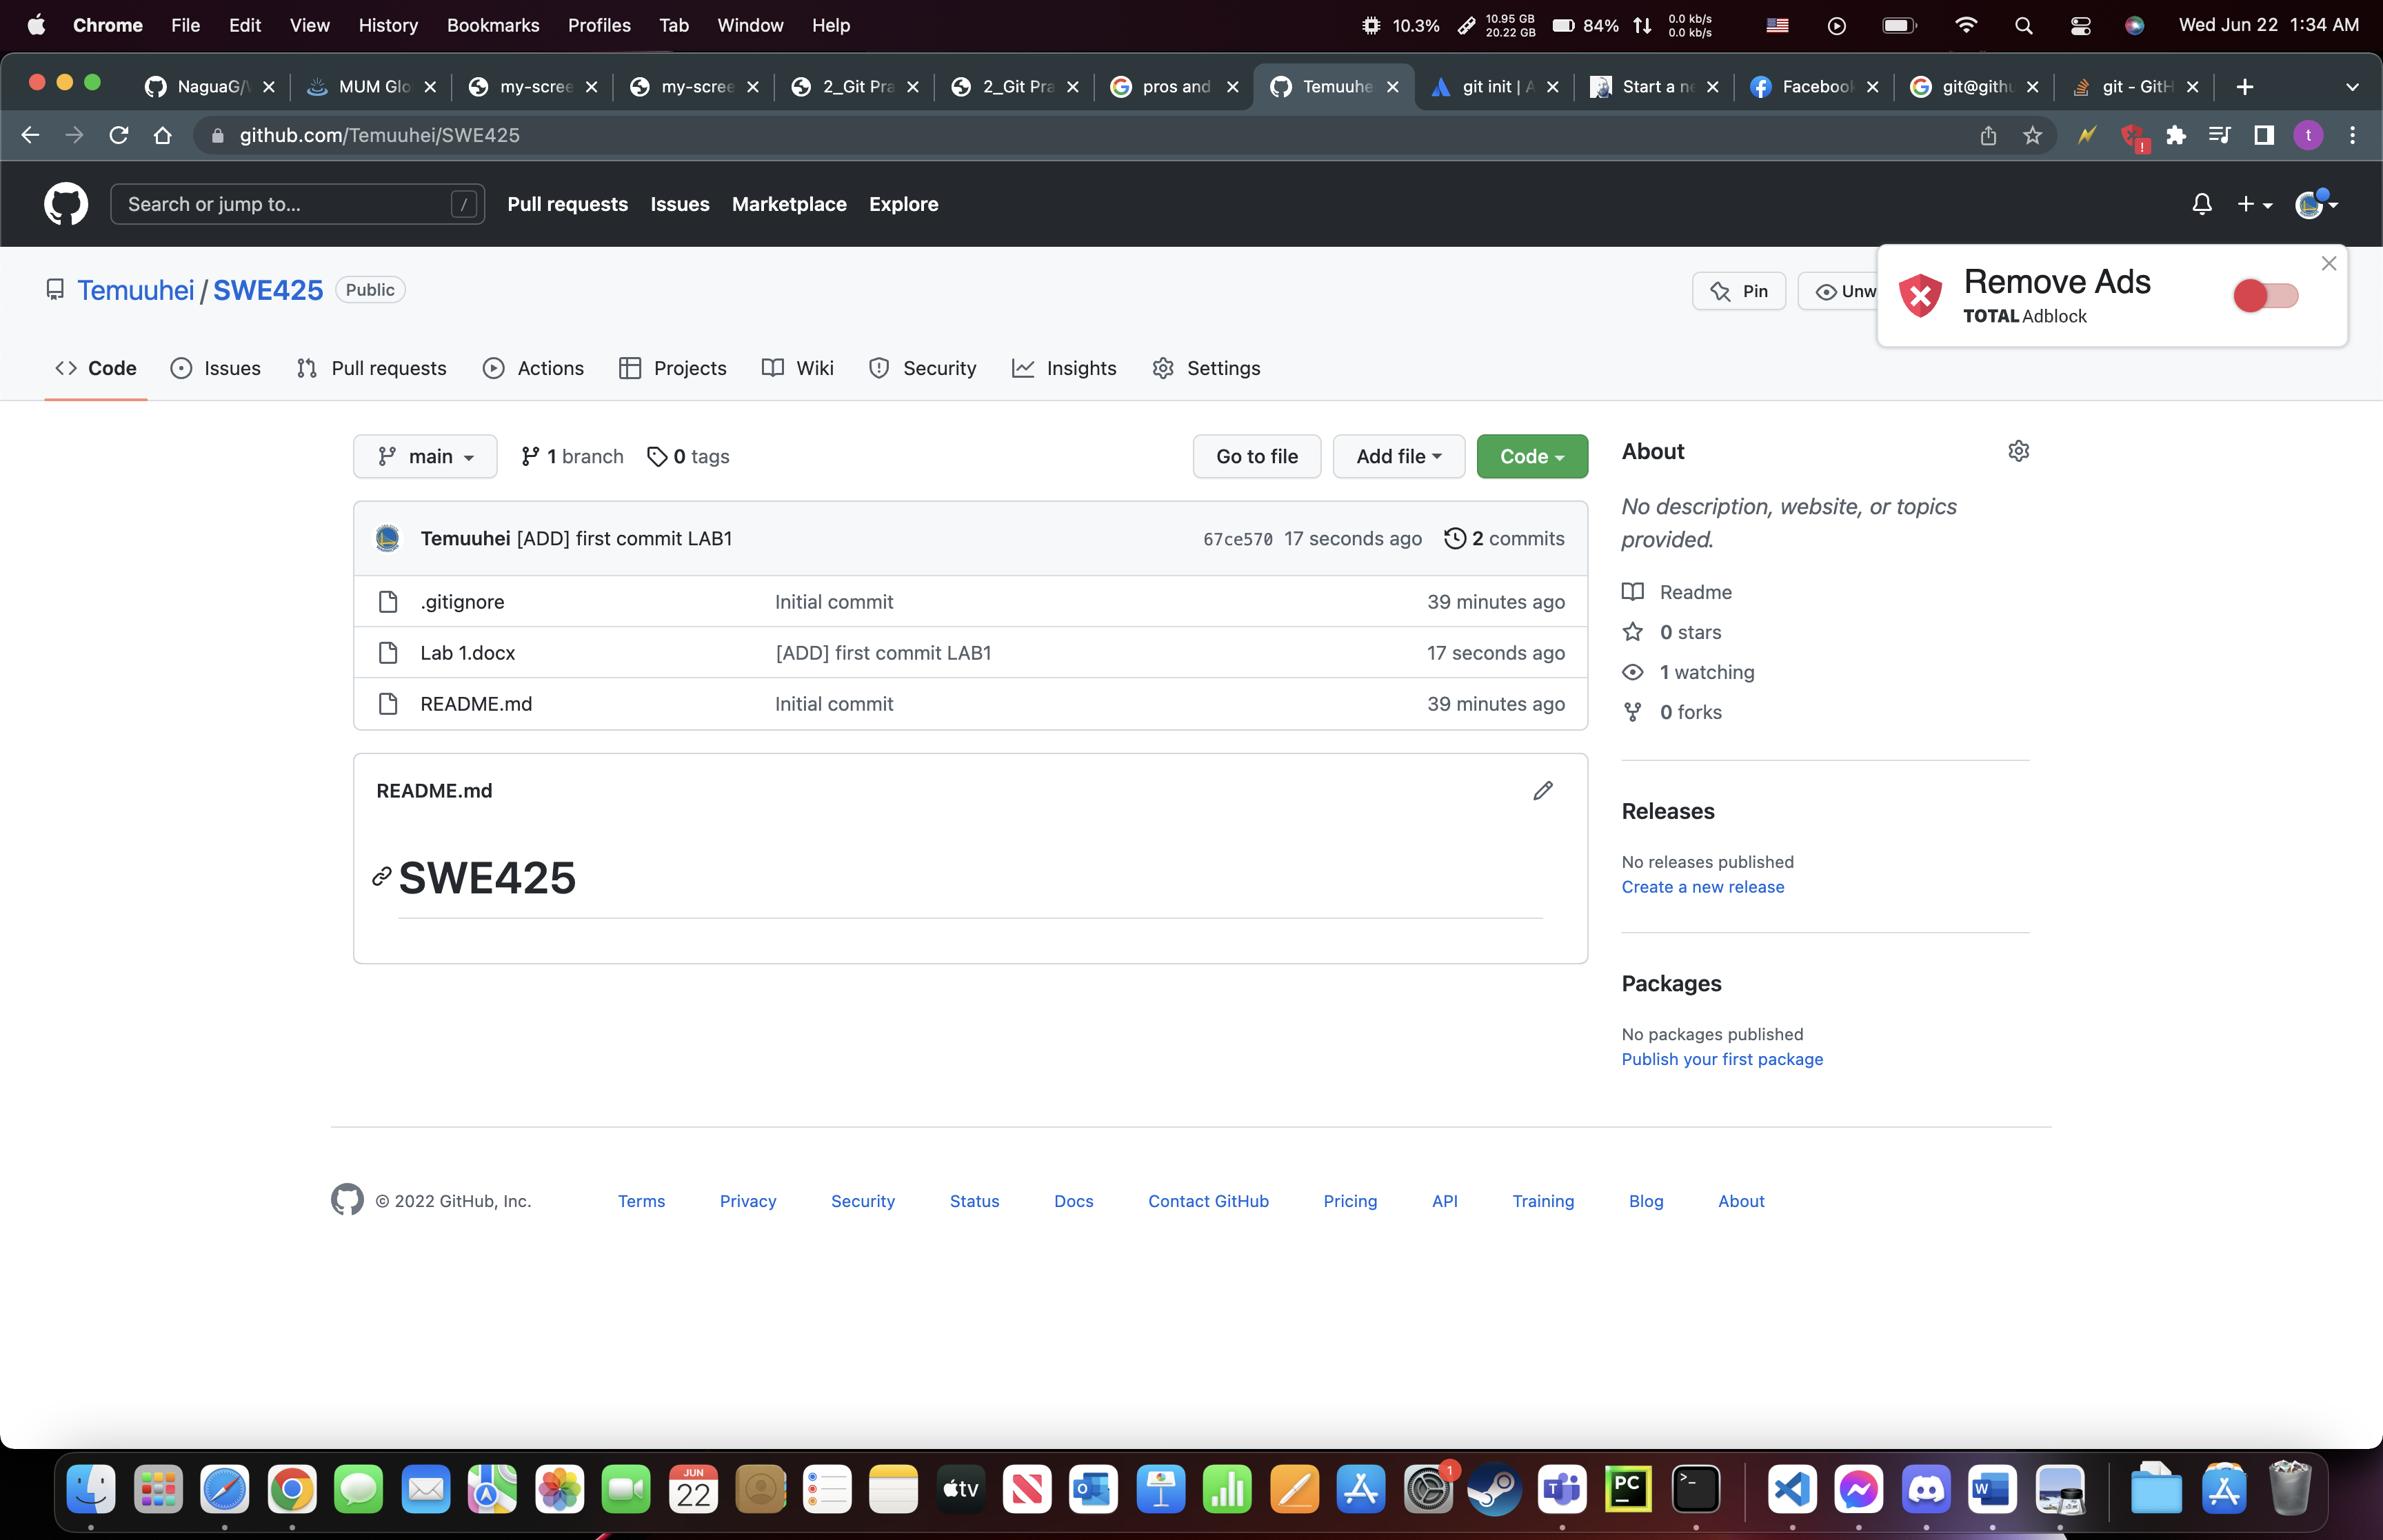 Chrome File Edit View History Bookmarks Profiles Tab Window Help 10.3% 10.95 GB 20.22 GB 84% 0.0 kb/s 0.0 kb/s Wed Jun 22 1:34 AM
NaguaG/ MUM Glo my-scree my-scree 2_Git Pra 2_Git Pra pros and Temuuhe git init | A Start a ne Facebook git@githu git - GitH
github.com/Temuuhei/SWE425 t
Search or jump to... / Pull requests Issues Marketplace Explore
Temuuhei / SWE425 Public Pin Unw
Remove Ads
TOTAL Adblock
Code Issues Pull requests Actions Projects Wiki Security Insights Settings
main 1 branch 0 tags Go to file Add file Code
Temuuhei [ADD] first commit LAB1 67ce570 17 seconds ago 2 commits
.gitignore Initial commit 39 minutes ago
Lab 1.docx [ADD] first commit LAB1 17 seconds ago
README.md Initial commit 39 minutes ago
README.md
SWE425
About
No description, website, or topics
provided.
Readme
0 stars
1 watching
0 forks
Releases
No releases published
Create a new release
Packages
No packages published
Publish your first package
© 2022 GitHub, Inc. Terms Privacy Security Status Docs Contact GitHub Pricing API Training Blog About
JUN
22
tv
1
PC